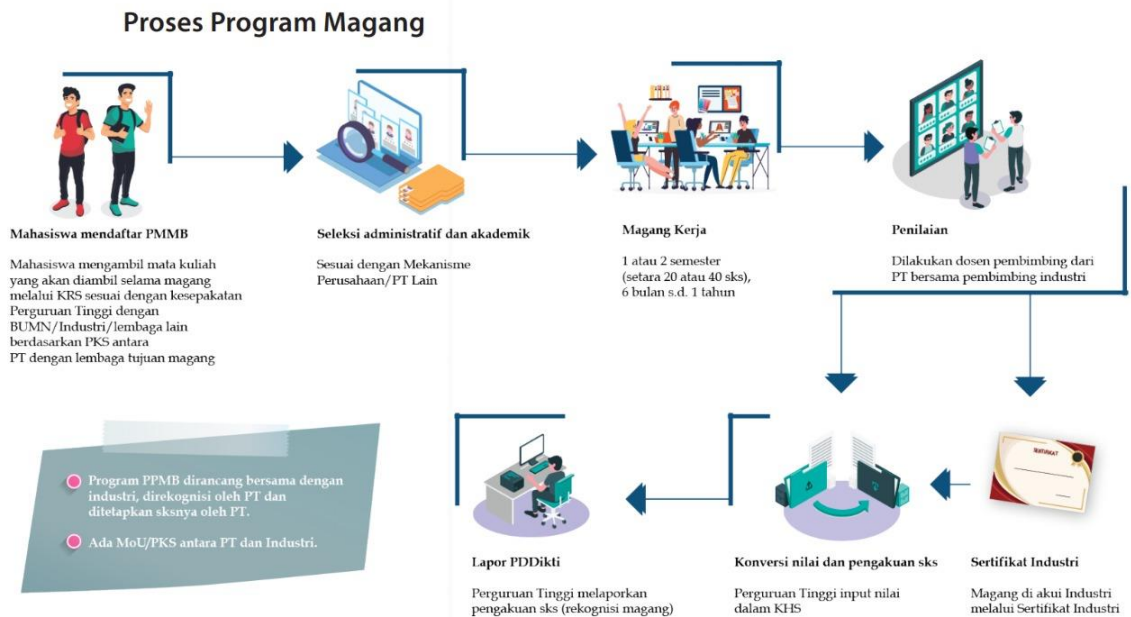 Proses Program Magang
Mahasiswa mendaftar PMMB
Mahasiswa mengambil mata kuliah
yang akan diambil selama magang
melalui KRS sesuai dengan kesepakatan
Perguruan Tinggi dengan
BUMN/Industri/lembaga lain
berdasarkan PKS antara
PT dengan lembaga tujuan magang
Seleksi administratif dan akademik
Sesuai dengan Mekanisme
Perusahaan/PT Lain
Magang Kerja
1 atau 2 semester
(setara 20 atau 40 sks),
6 bulan s.d. 1 tahun
Penilaian
Dilakukan dosen pembimbing dari
PT bersama pembimbing industri
SERTIFIKAT
Sertifikat Industri
Magang di akui Industri
melalui Sertifikat Industri
Konversi nilai dan pengakuan sks
Perguruan Tinggi input nilai
dalam KHS
Lapor PDDikti
Perguruan Tinggi melaporkan
pengakuan sks (rekognisi magang)
Program PPMB dirancang bersama dengan
industri, direkognisi oleh PT dan
ditetapkan sksnya oleh PT.
Ada MoU/PKS antara PT dan Industri.